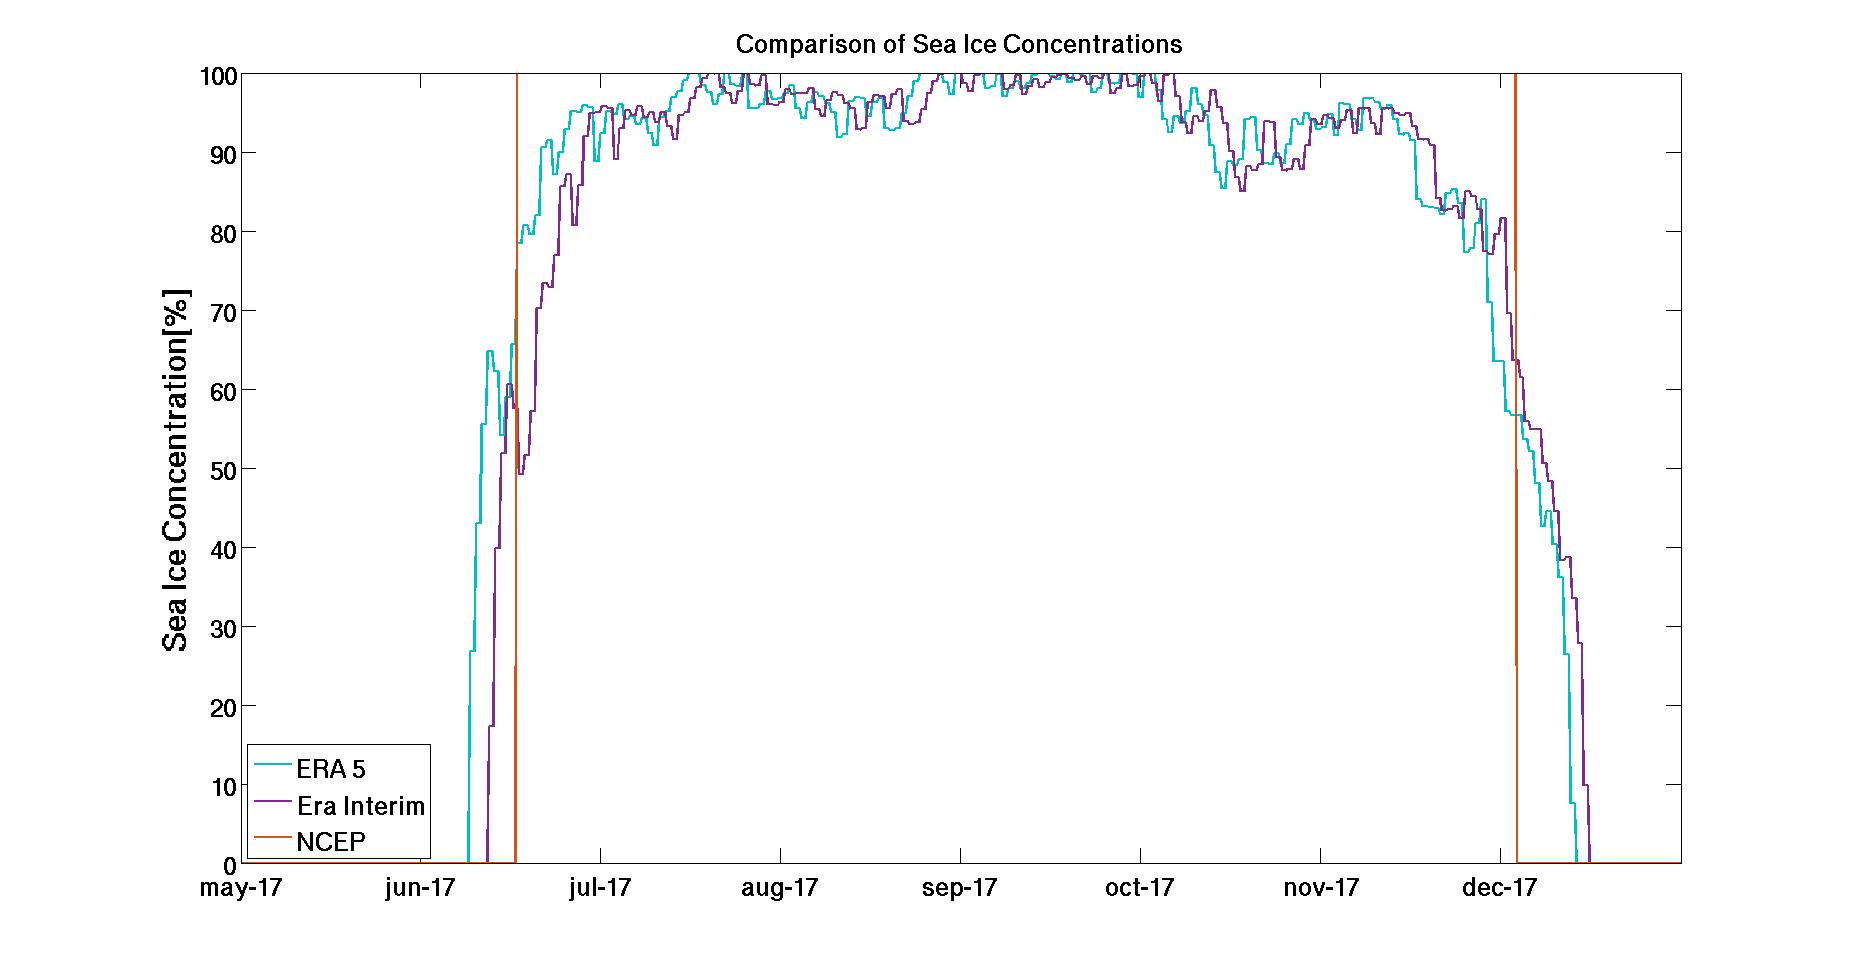 Comparison of Sea Ice Concentrations
Sea Ice Concentration[%]
100
90
80
70
60
50
40
30
20
10
0
ERA 5
Era Interim
NCEP
may-17 jun-17 jul-17 aug-17 sep-17 oct-17 nov-17 dec-17